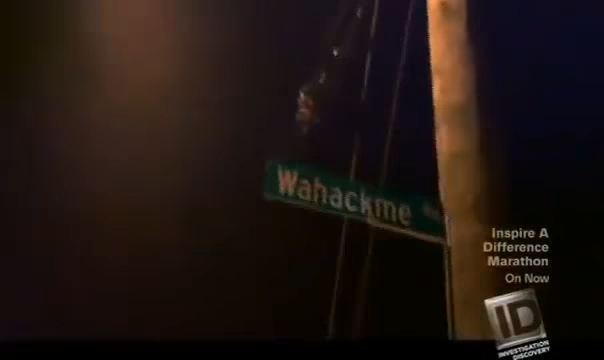 Wahackme
Inspire A
Difference
Marathon
On Now
ID
INVESTIGATION
DISCOVERY